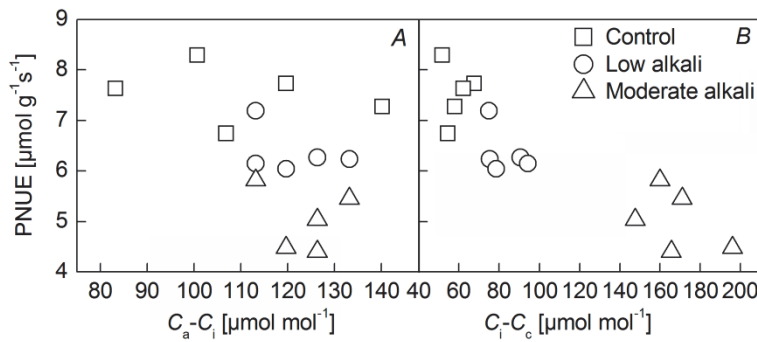 A
B
Control
Low alkali
Moderate alkali
PNUE [µmol g⁻¹s⁻¹]
9
8
7
6
5
4
80 90 100 110 120 130 140
40 60 80 100 120 140 160 180 200
Cₐ-Cᵢ [µmol mol⁻¹]
Cᵢ-C_c [µmol mol⁻¹]